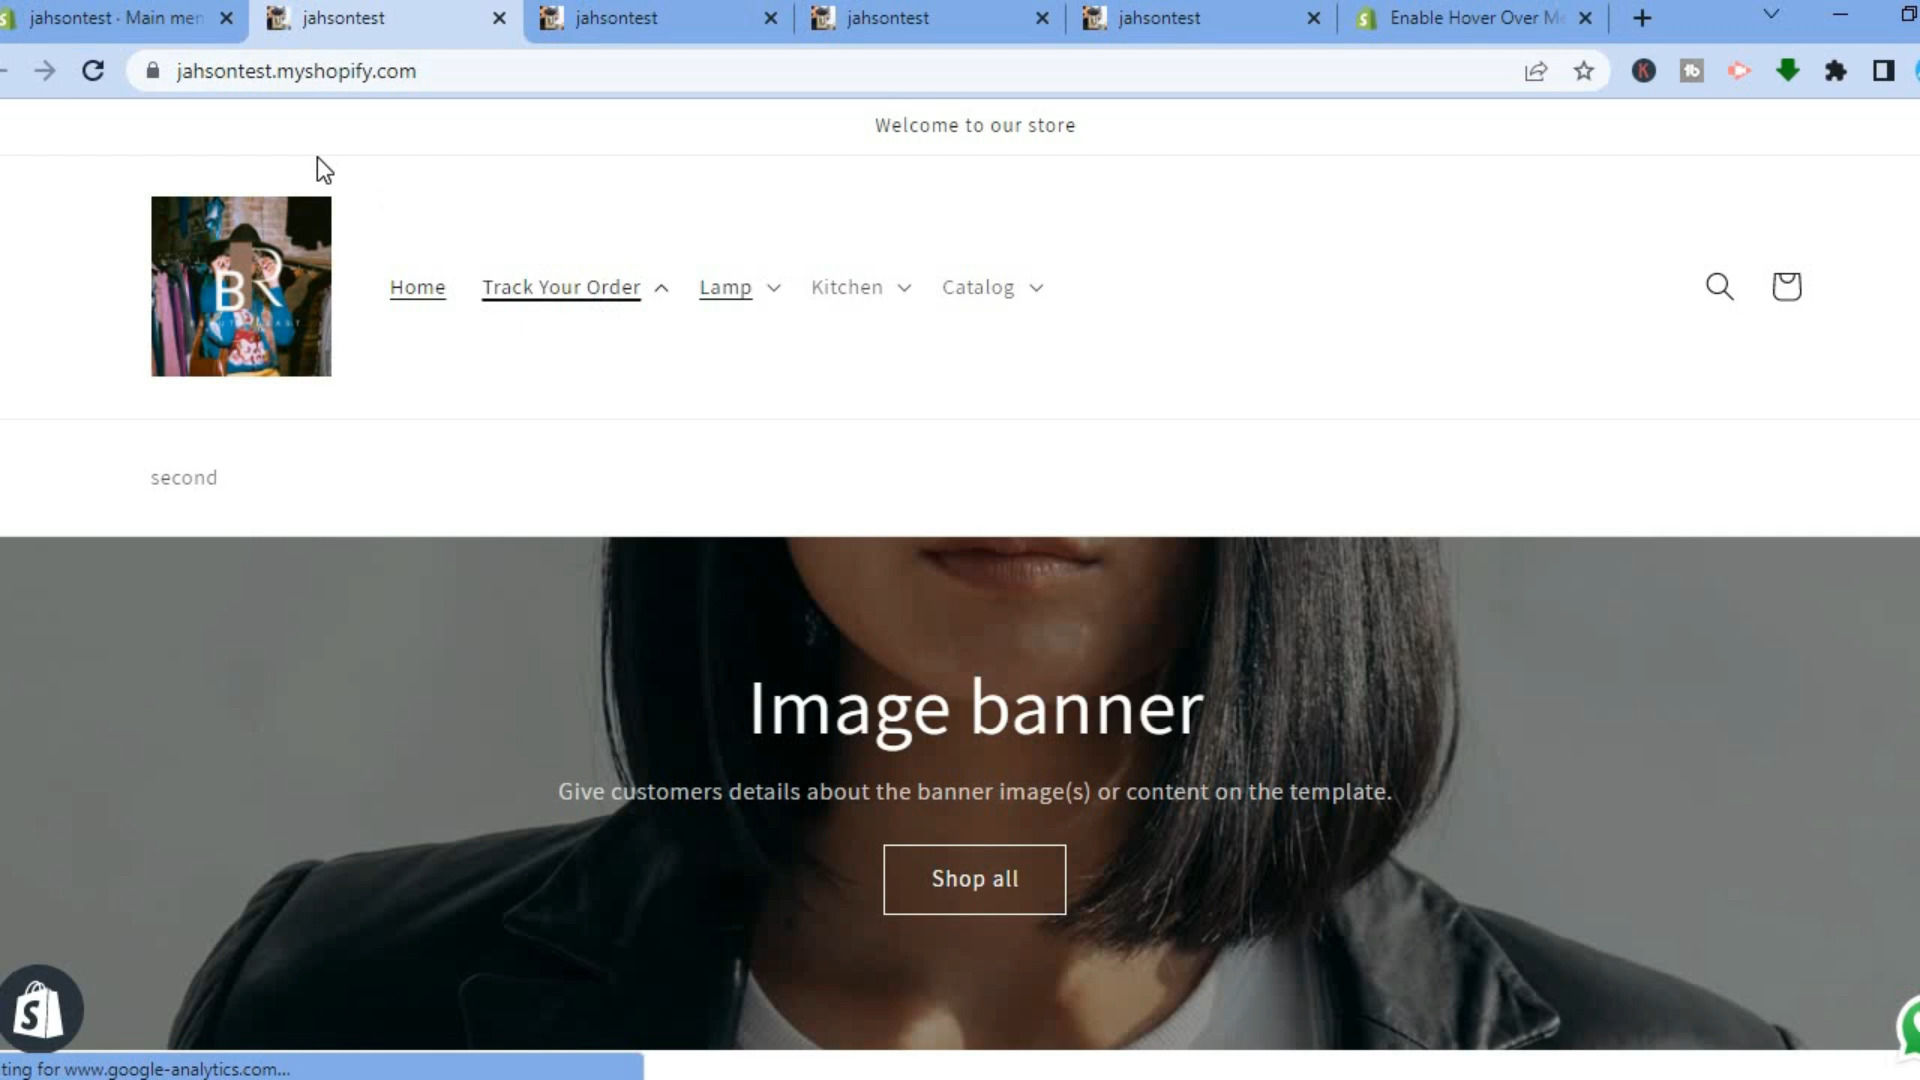 jahsontest · Main men
jahsontest
jahsontest
jahsontest
jahsontest
Enable Hover Over M
jahsontest.myshopify.com
Welcome to our store
BR
Home
Track Your Order
Lamp
Kitchen
Catalog
second
Image banner
Give customers details about the banner image(s) or content on the template.
Shop all
ting for www.google-analytics.com...